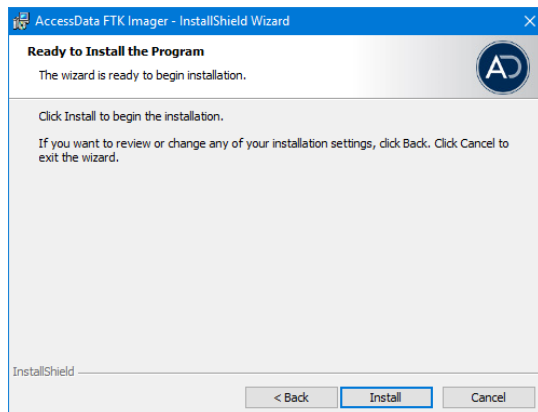 AccessData FTK Imager - InstallShield Wizard
Ready to Install the Program
The wizard is ready to begin installation.
AD
Click Install to begin the installation.
If you want to review or change any of your installation settings, click Back. Click Cancel to
exit the wizard.
InstallShield
< Back Install Cancel